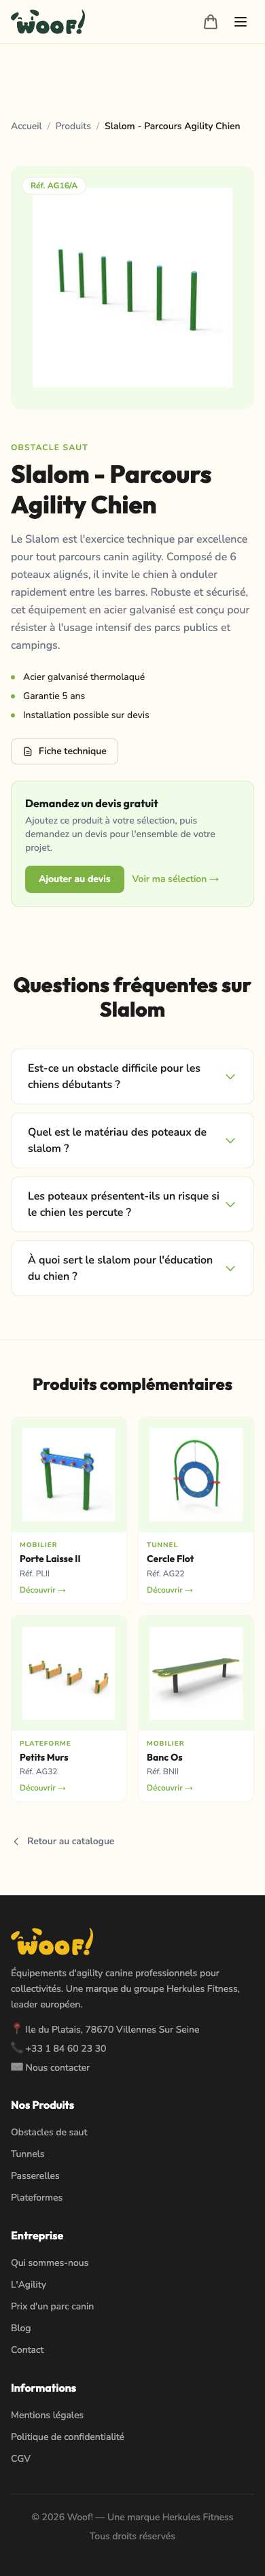 WOOF!
Accueil / Produits / Slalom - Parcours Agility Chien
Réf. AG16/A
OBSTACLE SAUT
Slalom - Parcours
Agility Chien
Le Slalom est l'exercice technique par excellence
pour tout parcours canin agility. Composé de 6
poteaux alignés, il invite le chien à onduler
rapidement entre les barres. Robuste et sécurisé,
cet équipement en acier galvanisé est conçu pour
résister à l'usage intensif des parcs publics et
campings.
Acier galvanisé thermolaqué
Garantie 5 ans
Installation possible sur devis
Fiche technique
Demandez un devis gratuit
Ajoutez ce produit à votre sélection, puis
demandez un devis pour l'ensemble de votre
projet.
Ajouter au devis
Voir ma sélection →
Questions fréquentes sur
Slalom
Est-ce un obstacle difficile pour les
chiens débutants ?
Quel est le matériau des poteaux de
slalom ?
Les poteaux présentent-ils un risque si
le chien les percute ?
À quoi sert le slalom pour l'éducation
du chien ?
Produits complémentaires
MOBILIER
Porte Laisse II
Réf. PLII
Découvrir →
TUNNEL
Cercle Flot
Réf. AG22
Découvrir →
PLATEFORME
Petits Murs
Réf. AG32
Découvrir →
MOBILIER
Banc Os
Réf. BNII
Découvrir →
Retour au catalogue
WOOF!
Équipements d'agility canine professionnels pour
collectivités. Une marque du groupe Herkules Fitness,
leader européen.
Ile du Platais, 78670 Villennes Sur Seine
+33 1 84 60 23 30
Nous contacter
Nos Produits
Obstacles de saut
Tunnels
Passerelles
Plateformes
Entreprise
Qui sommes-nous
L'Agility
Prix d'un parc canin
Blog
Contact
Informations
Mentions légales
Politique de confidentialité
CGV
© 2026 Woof! — Une marque Herkules Fitness
Tous droits réservés